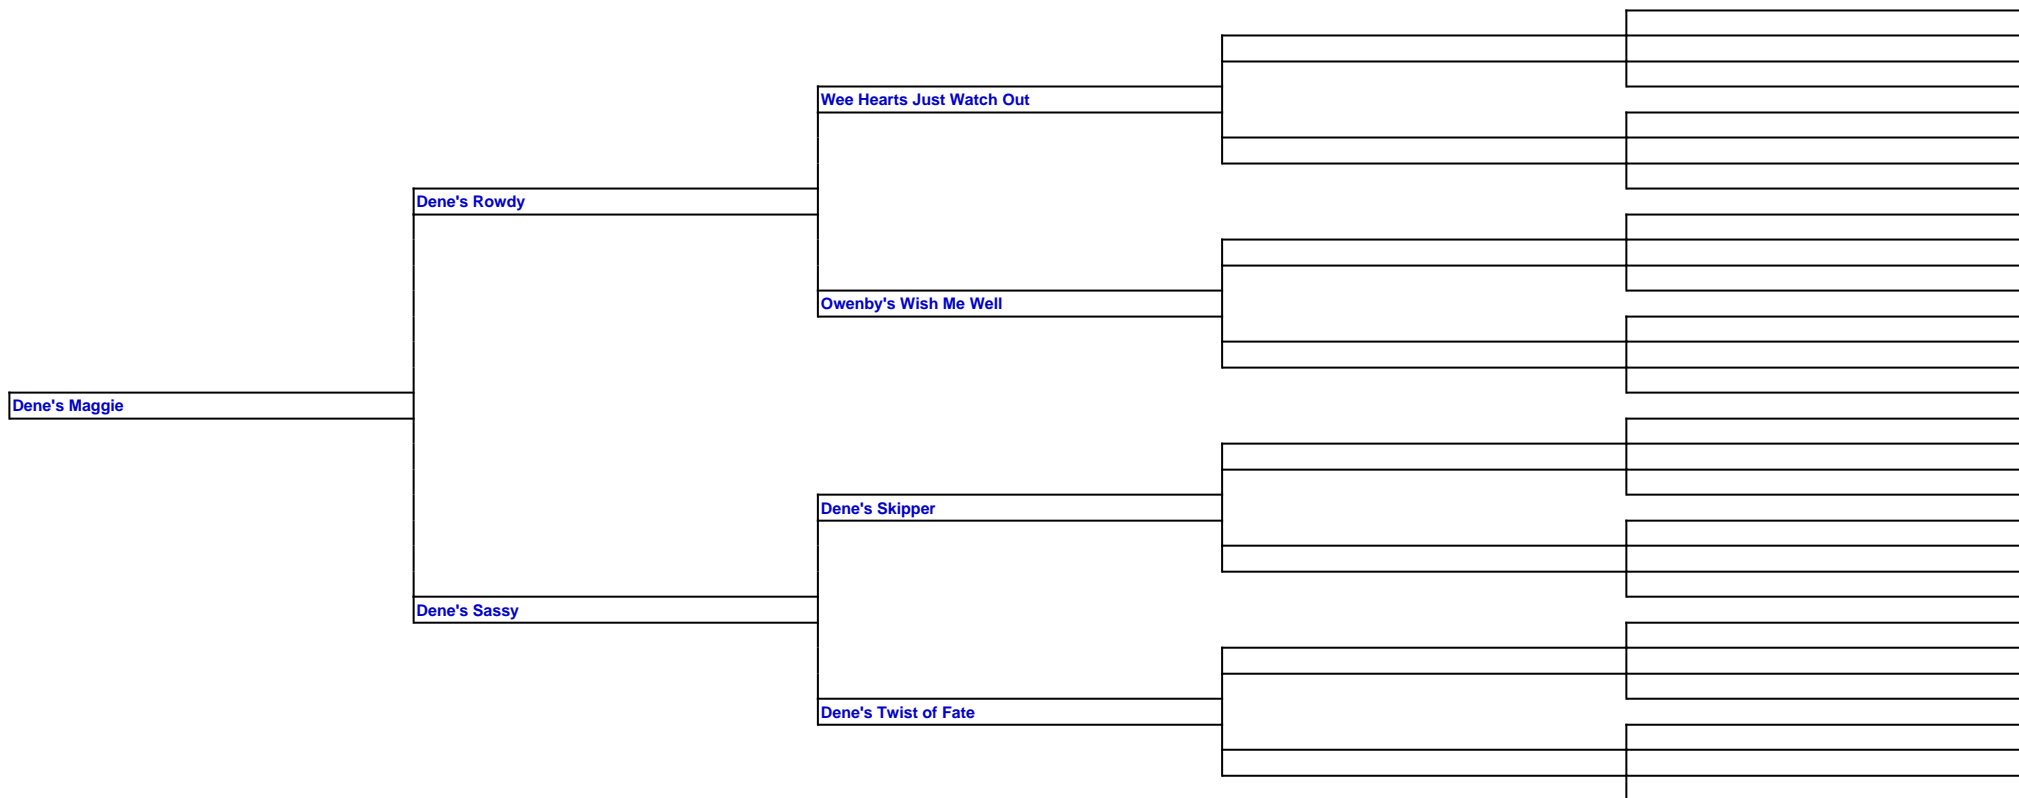 Wee Hearts Just Watch Out
Dene's Rowdy
Owenby's Wish Me Well
Dene's Maggie
Dene's Skipper
Dene's Sassy
Dene's Twist of Fate